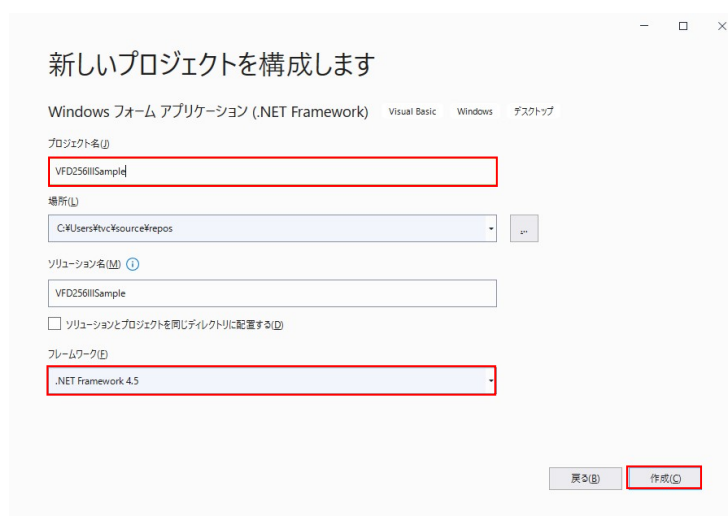 新しいプロジェクトを構成します
Windows フォーム アプリケーション (.NET Framework) Visual Basic Windows デスクトップ
プロジェクト名(J)
VFD256IIISample
場所(L)
C:¥Users¥tvc¥source¥repos
...
ソリューション名(M)
VFD256IIISample
ソリューションとプロジェクトを同じディレクトリに配置する(D)
フレームワーク(F)
.NET Framework 4.5
戻る(B) 作成(C)